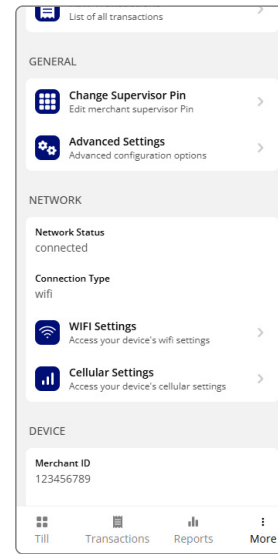 List of all transactions
GENERAL
Change Supervisor Pin
Edit merchant supervisor Pin
Advanced Settings
Advanced configuration options
NETWORK
Network Status
connected
Connection Type
wifi
WIFI Settings
Access your device's wifi settings
Cellular Settings
Access your device's cellular settings
DEVICE
Merchant ID
123456789
Till Transactions Reports More